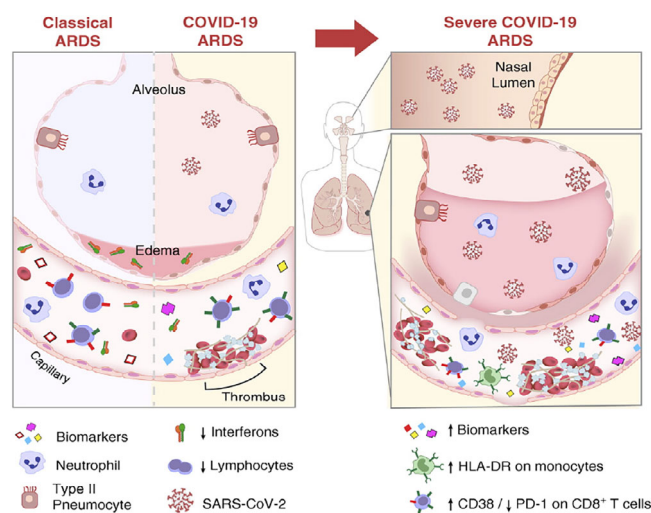 Classical
ARDS
COVID-19
ARDS
Severe COVID-19
ARDS
Alveolus
Edema
Capillary
Thrombus
Nasal
Lumen
Biomarkers
Neutrophil
Type II
Pneumocyte
↓ Interferons
↓ Lymphocytes
SARS-CoV-2
↑ Biomarkers
↑ HLA-DR on monocytes
↑ CD38 / ↓ PD-1 on CD8⁺ T cells